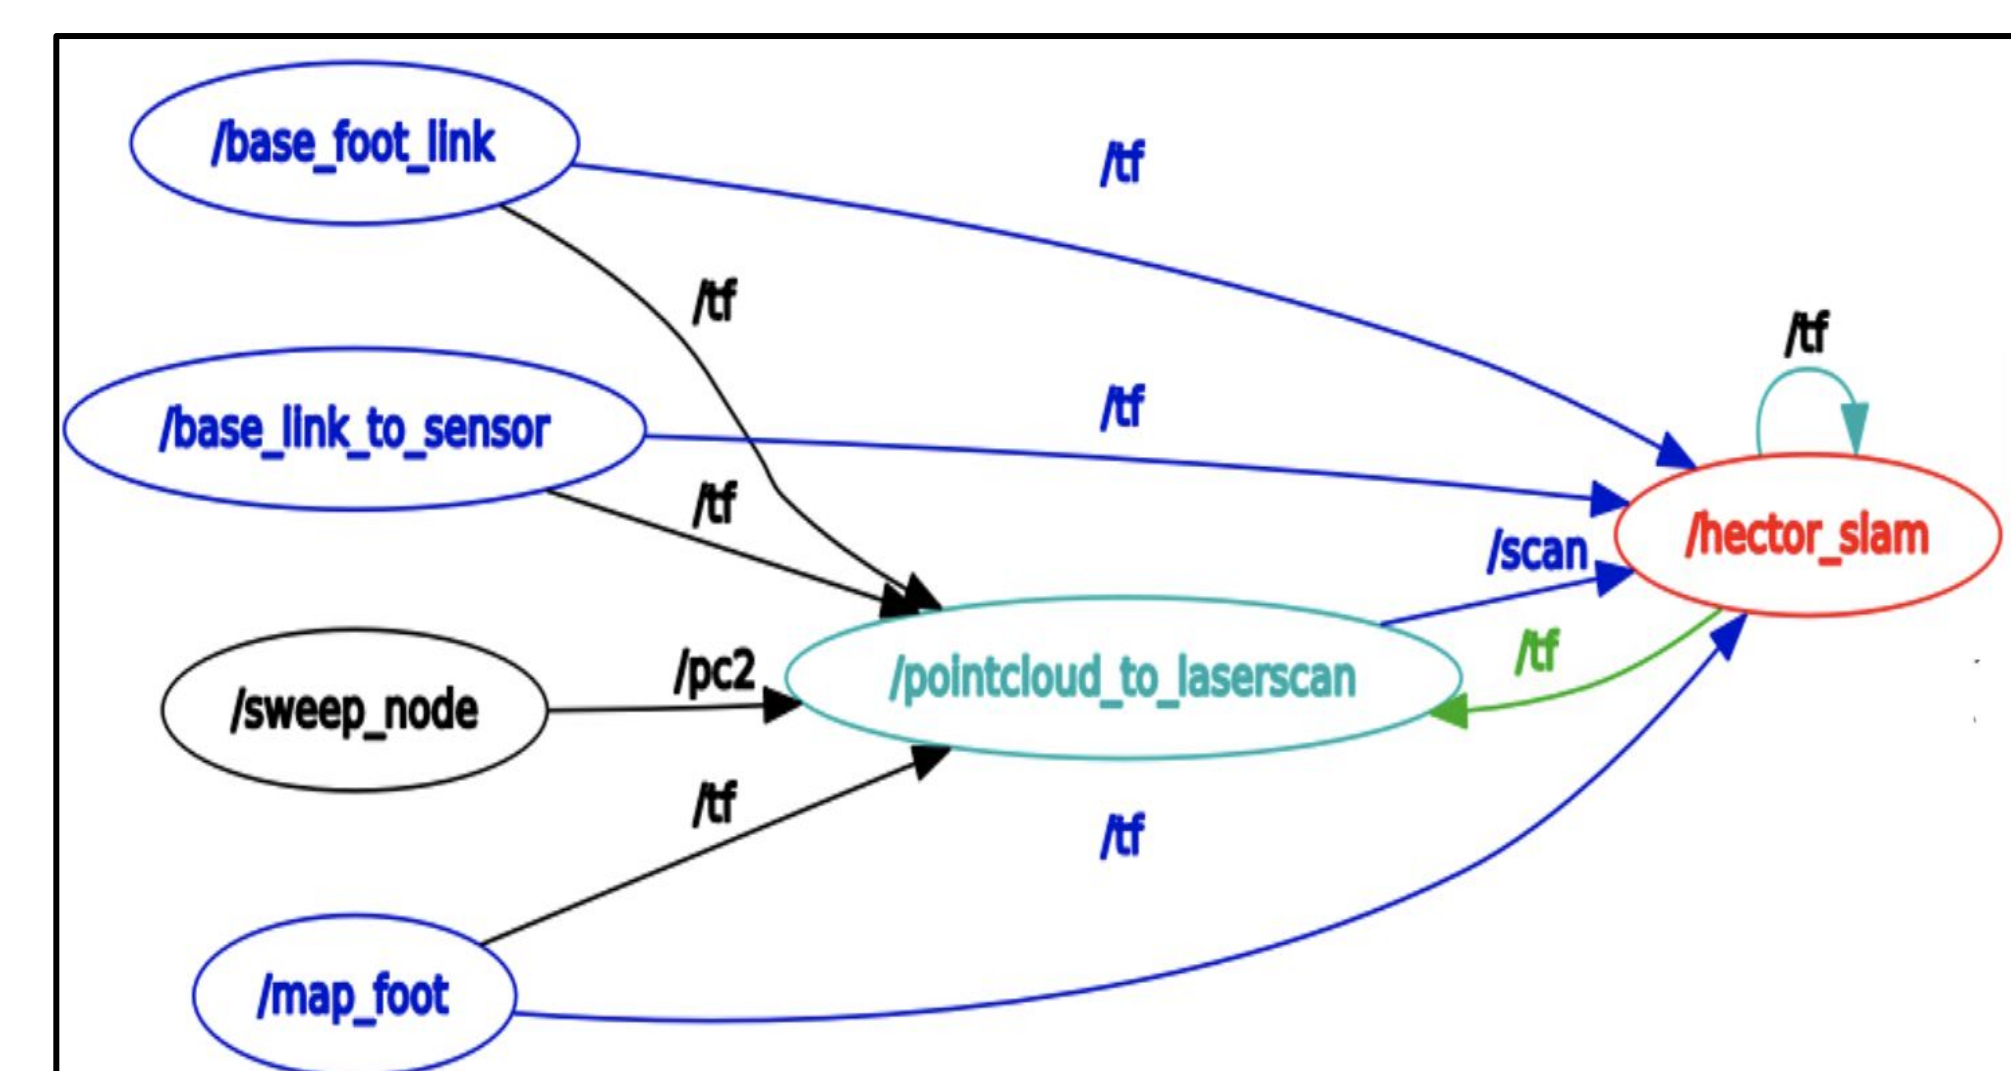 /base_foot_link
/tf
/tf
/tf
/base_link_to_sensor
/tf
/tf
/scan
/hector_slam
/sweep_node
/pc2
/pointcloud_to_laserscan
/tf
/tf
/tf
/map_foot